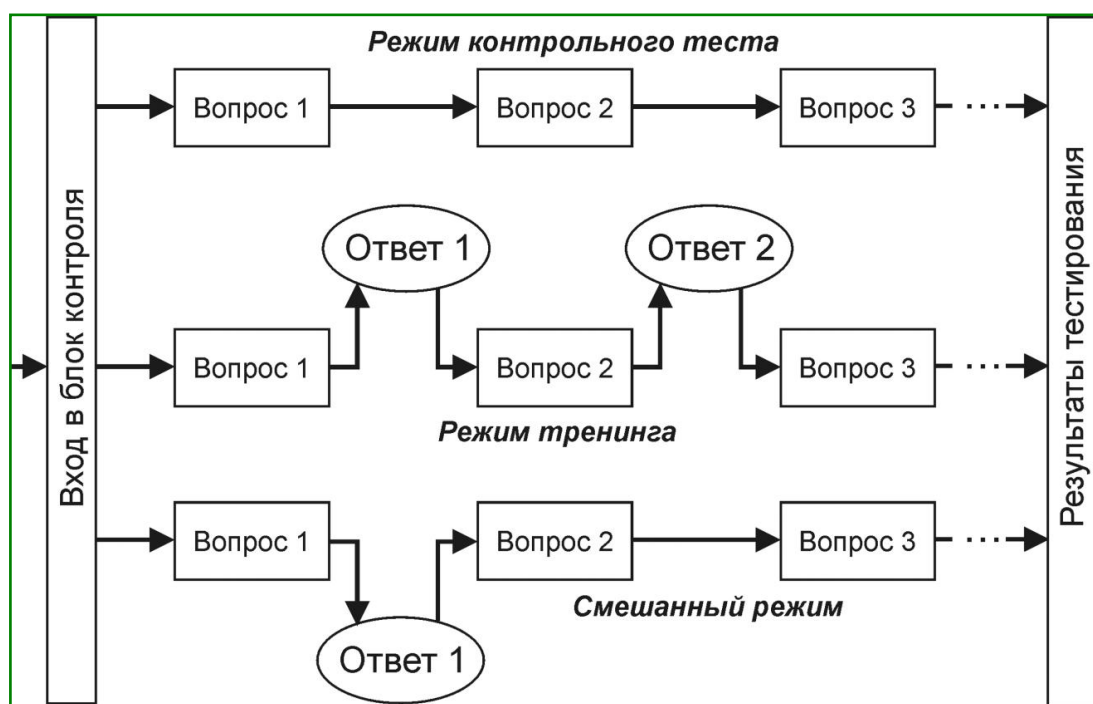 Режим контрольного теста
Вход в блок контроля
Вопрос 1
Вопрос 2
Вопрос 3
...
Результаты тестирования
Ответ 1
Ответ 2
Вопрос 1
Вопрос 2
Вопрос 3
...
Режим тренинга
Вопрос 1
Вопрос 2
Вопрос 3
...
Смешанный режим
Ответ 1